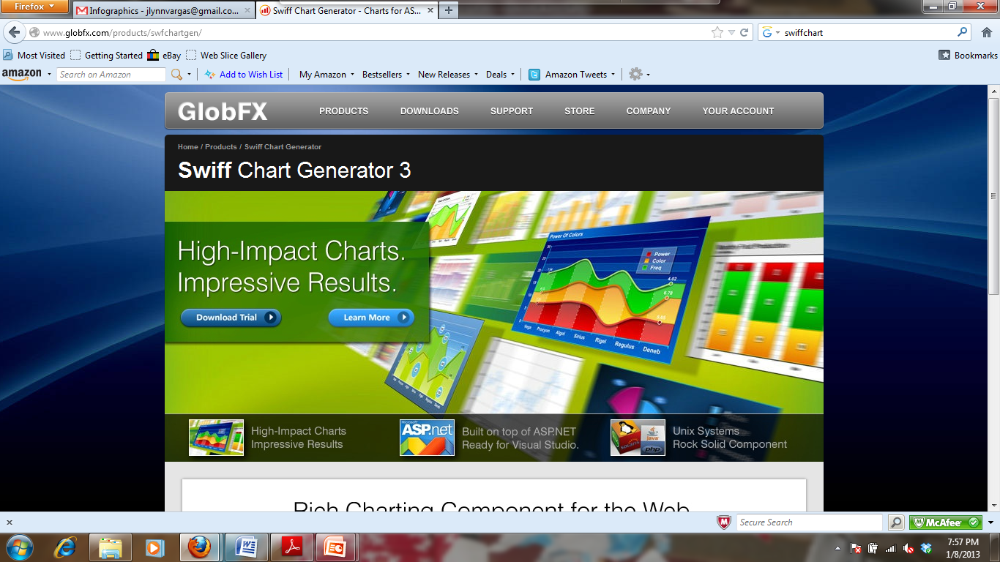 Firefox
Infographics - jlynnvargas@gmail.co...
Swiff Chart Generator - Charts for AS...
www.globfx.com/products/swfchartgen/
swiffchart
Most Visited
Getting Started
eBay
Web Slice Gallery
Bookmarks
amazon
Search on Amazon
Add to Wish List
My Amazon
Bestsellers
New Releases
Deals
Amazon Tweets
GlobFX
PRODUCTS
DOWNLOADS
SUPPORT
STORE
COMPANY
YOUR ACCOUNT
Home / Products / Swiff Chart Generator
Swiff Chart Generator 3
High-Impact Charts.
Impressive Results.
Download Trial
Learn More
Power Of Colors
Power
Color
Freq
4.02
6.78
Vega Procyon Algol Sirius Rigel Regulus Deneb
High-Impact Charts
Impressive Results
Microsoft
ASP.net
Built on top of ASP.NET
Ready for Visual Studio.
SOLARIS
Java
php
Unix Systems
Rock Solid Component
Rich Charting Component for the Web
Secure Search
McAfee
7:57 PM
1/8/2013